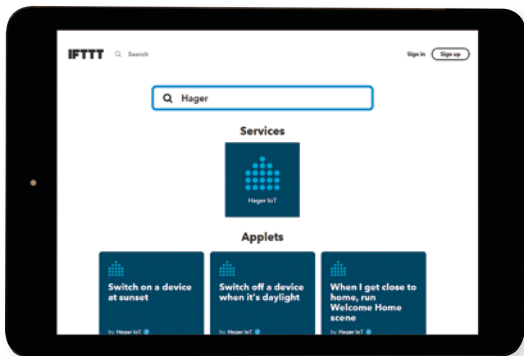 IFTTT
Search
Sign in
Sign up
Hager
Services
Hager IoT
Applets
Switch on a device
at sunset
by Hager IoT
Switch off a device
when it's daylight
by Hager IoT
When I get close to
home, run
Welcome Home
scene
by Hager IoT